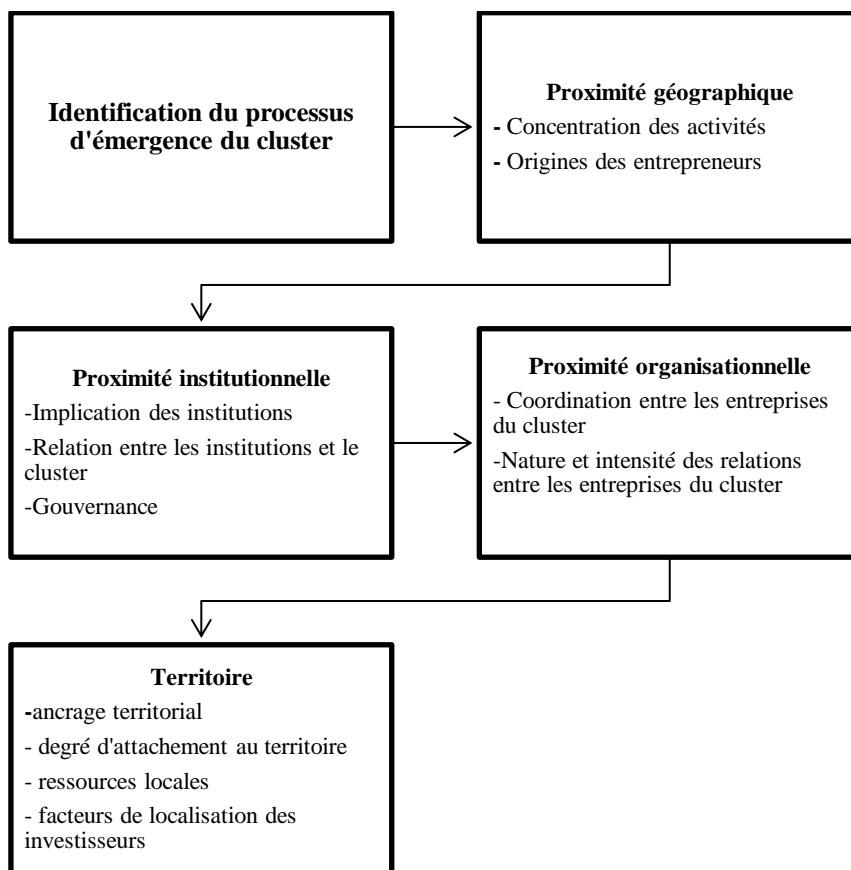 Identification du processus
d'émergence du cluster
Proximité géographique
- Concentration des activités
- Origines des entrepreneurs
Proximité institutionnelle
-Implication des institutions
-Relation entre les institutions et le
cluster
-Gouvernance
Proximité organisationnelle
- Coordination entre les entreprises
du cluster
-Nature et intensité des relations
entre les entreprises du cluster
Territoire
-ancrage territorial
- degré d'attachement au territoire
- ressources locales
- facteurs de localisation des
investisseurs